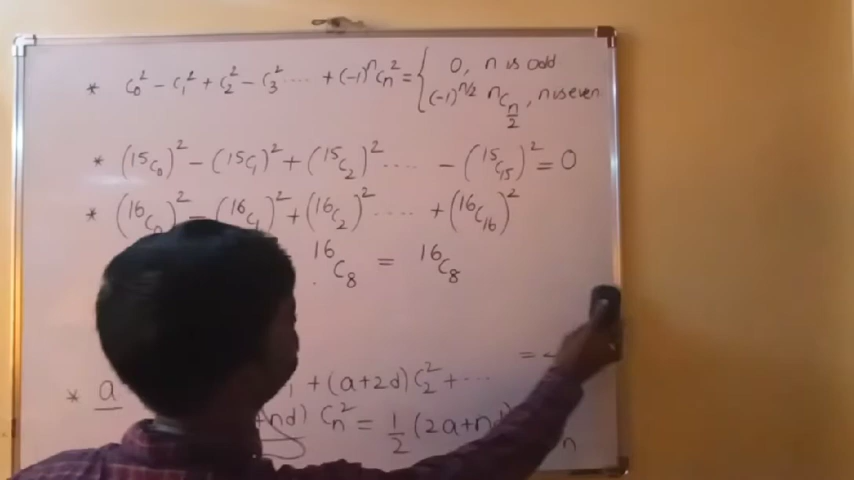 * C₀² - C₁² + C₂² - C₃² ..... + (-1)ⁿ Cₙ² = { 0, n is odd
(-1)^(n/2) ⁿC_(n/2), n is even
* (¹⁵C₀)² - (¹⁵C₁)² + (¹⁵C₂)² ..... - (¹⁵C₁₅)² = 0
* (¹⁶C₀)² - (¹⁶C₁)² + (¹⁶C₂)² ..... + (¹⁶C₁₆)²
¹⁶C₈ = ¹⁶C₈
=
* a + (a+2d) C₂² + ...
+nd) Cₙ² = 1/2 (2a+n n